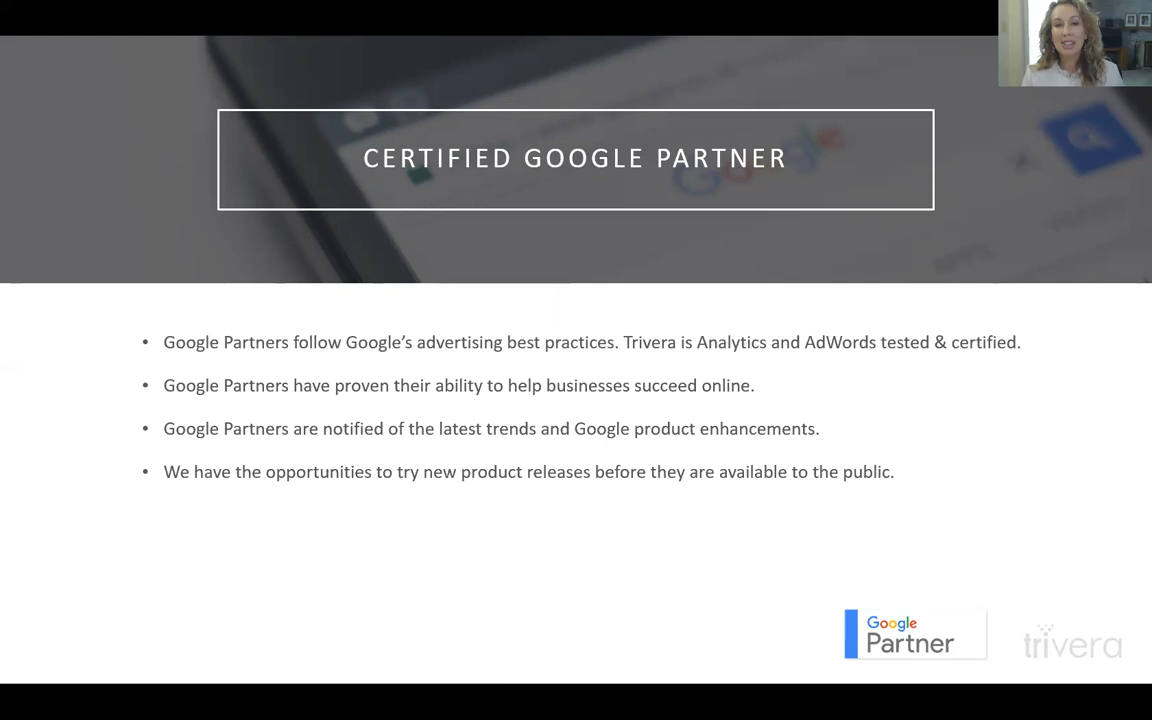 CERTIFIED GOOGLE PARTNER
Google
APPS
• Google Partners follow Google’s advertising best practices. Trivera is Analytics and AdWords tested & certified.
• Google Partners have proven their ability to help businesses succeed online.
• Google Partners are notified of the latest trends and Google product enhancements.
• We have the opportunities to try new product releases before they are available to the public.
Google
Partner
trivera